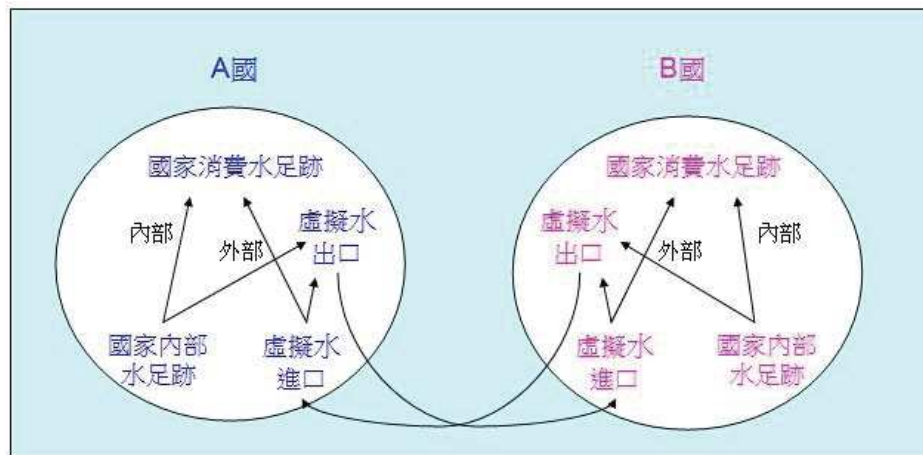 A國
國家消費水足跡
內部
外部
虛擬水
出口
國家內部
水足跡
虛擬水
進口
B國
國家消費水足跡
虛擬水
出口
外部
內部
虛擬水
進口
國家內部
水足跡